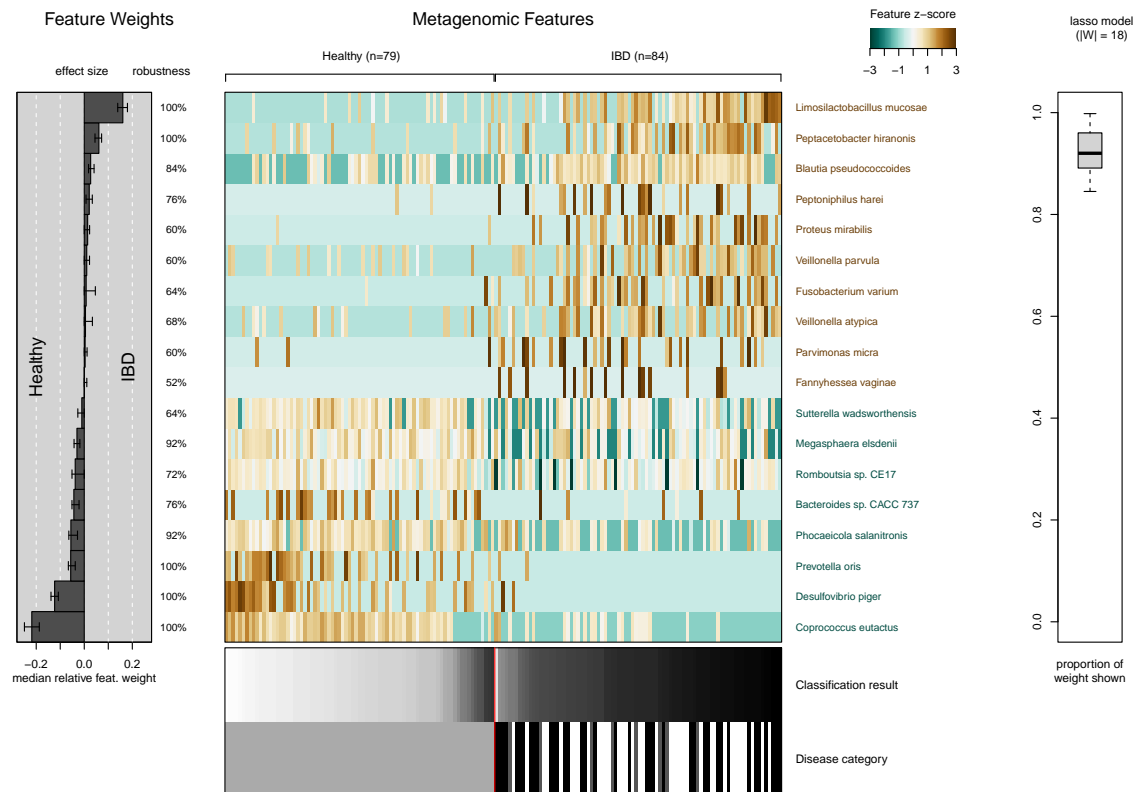 Feature Weights
Metagenomic Features
Feature z-score
lasso model
(|W| = 18)
−3 −1 1 3
effect size robustness
Healthy (n=79) IBD (n=84)
100% Limosilactobacillus mucosae
100% Peptacetobacter hiranonis
84% Blautia pseudococcoides
76% Peptoniphilus harei
60% Proteus mirabilis
60% Veillonella parvula
64% Fusobacterium varium
68% Veillonella atypica
60% Parvimonas micra
52% Fannyhessea vaginae
64% Sutterella wadsworthensis
92% Megasphaera elsdenii
72% Romboutsia sp. CE17
76% Bacteroides sp. CACC 737
92% Phocaeicola salanitronis
100% Prevotella oris
100% Desulfovibrio piger
100% Coprococcus eutactus
Healthy
IBD
−0.2 0.0 0.2
median relative feat. weight
1.0
0.8
0.6
0.4
0.2
0.0
proportion of
weight shown
Classification result
Disease category